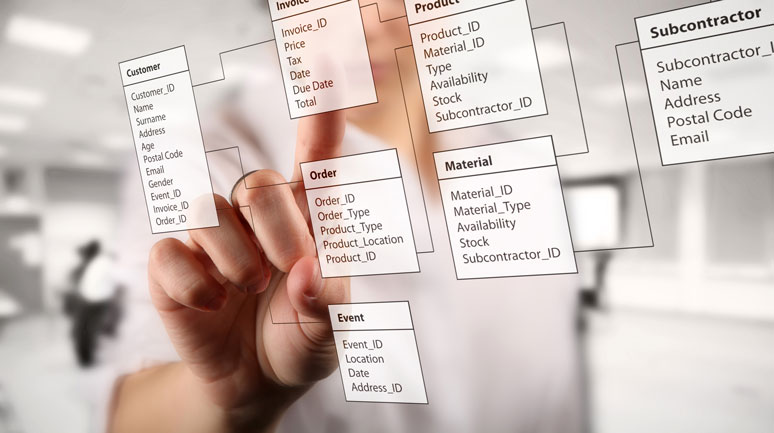 Customer
Customer_ID
Name
Surname
Address
Age
Postal Code
Email
Gender
Event_ID
Invoice_ID
Order_ID
Invoice
Invoice_ID
Price
Tax
Date
Due Date
Total
Product
Product_ID
Material_ID
Type
Availability
Stock
Subcontractor_ID
Subcontractor
Subcontractor_I
Name
Address
Postal Code
Email
Order
Order_ID
Order_Type
Product_Type
Product_Location
Product_ID
Material
Material_ID
Material_Type
Availability
Stock
Subcontractor_ID
Event
Event_ID
Location
Date
Address_ID